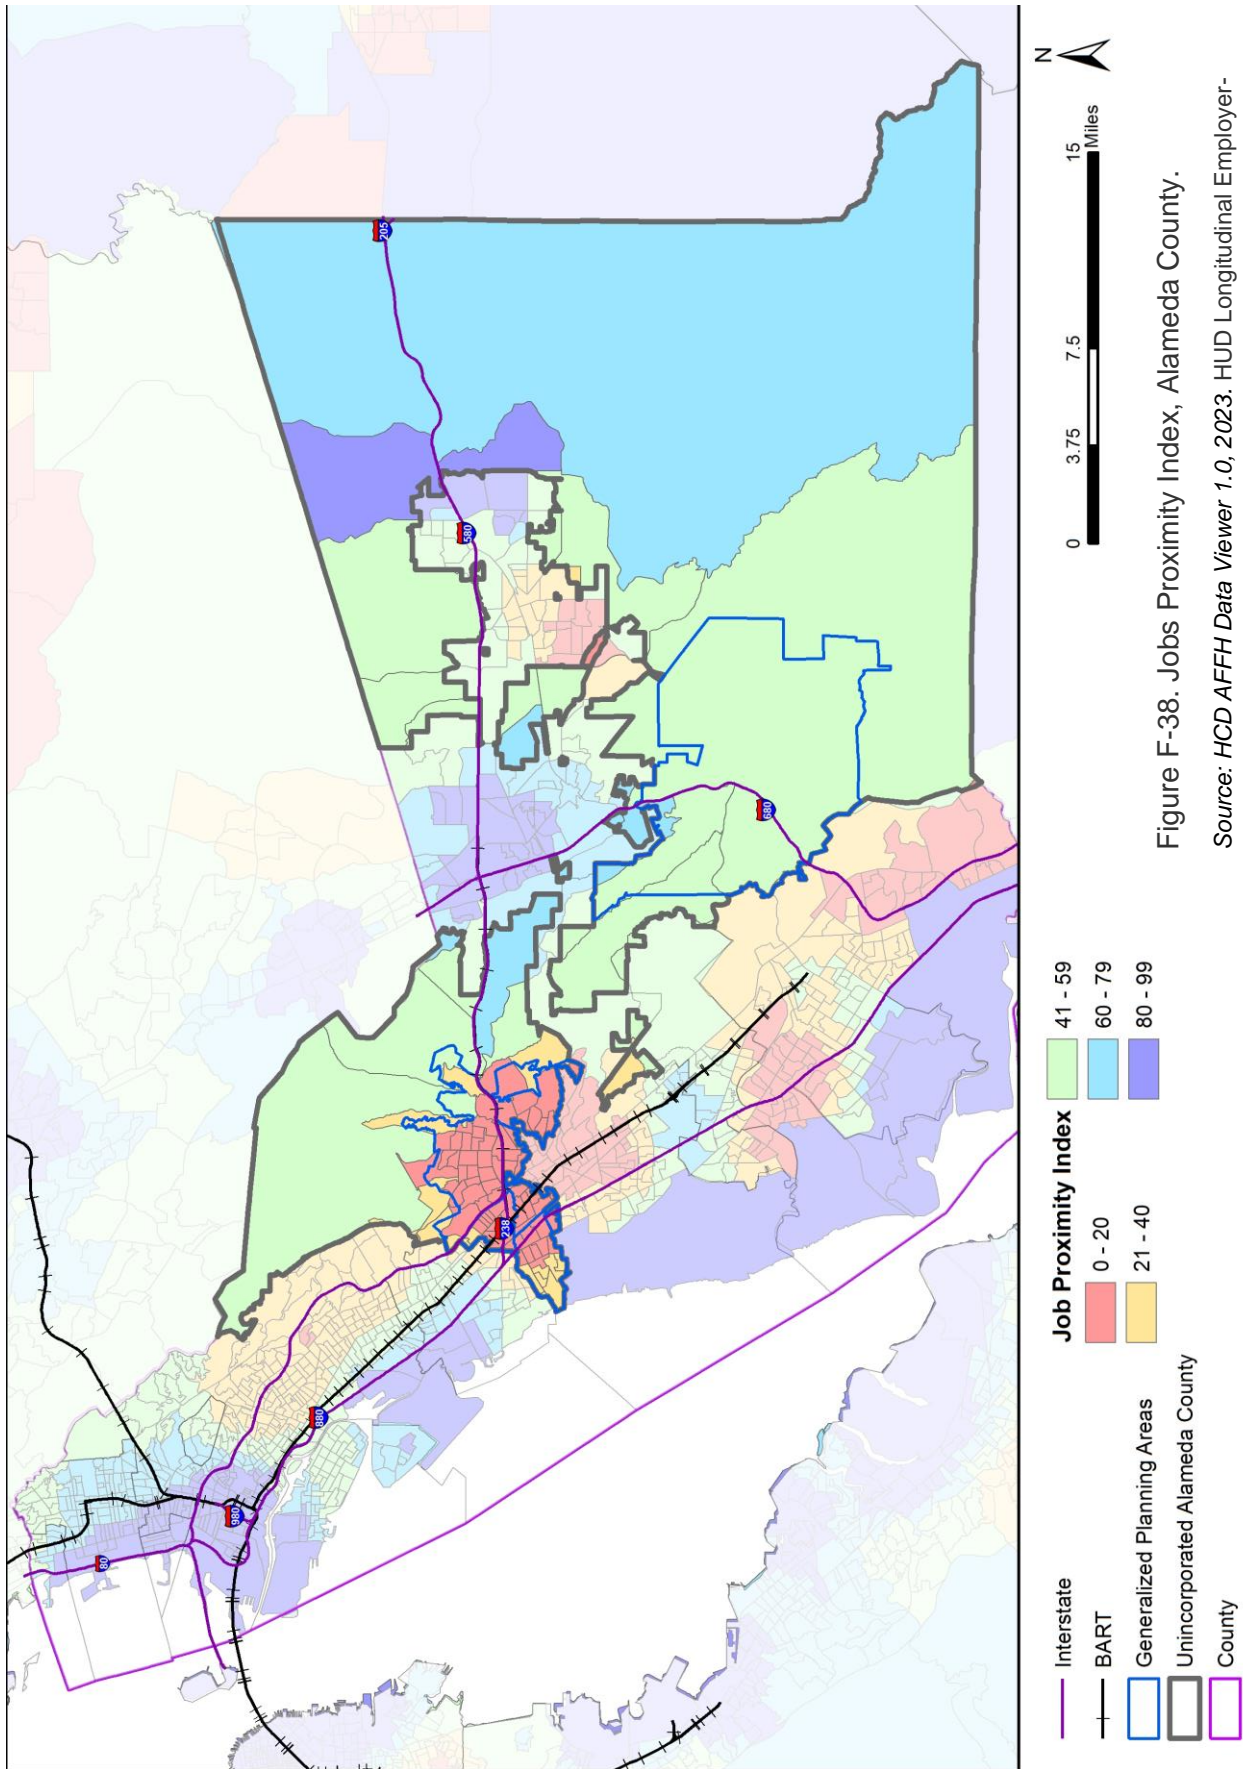 80
980
880
238
580
680
205
Interstate
BART
Generalized Planning Areas
Unincorporated Alameda County
County
Job Proximity Index
0 - 20
21 - 40
41 - 59
60 - 79
80 - 99
0 3.75 7.5 15
Miles
N
Figure F-38. Jobs Proximity Index, Alameda County.
Source: HCD AFFH Data Viewer 1.0, 2023. HUD Longitudinal Employer-